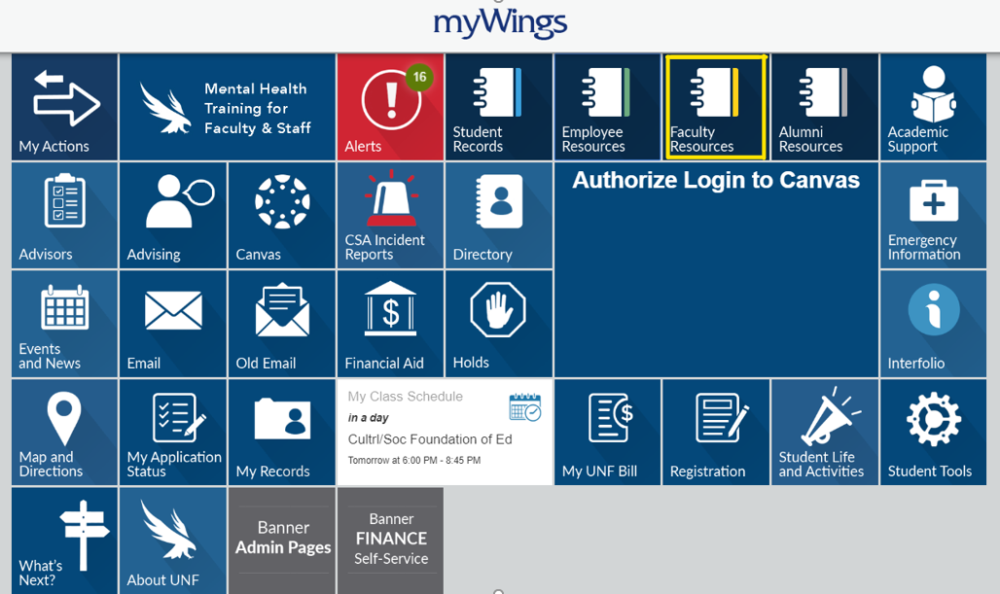 myWings
My Actions
Mental Health
Training for
Faculty & Staff
16
Alerts
Student
Records
Employee
Resources
Faculty
Resources
Alumni
Resources
Academic
Support
Advisors
Advising
Canvas
CSA Incident
Reports
Directory
Authorize Login to Canvas
Emergency
Information
Events
and News
Email
Old Email
$
Financial Aid
Holds
i
Interfolio
Map and
Directions
My Application
Status
My Records
My Class Schedule
in a day
Cultrl/Soc Foundation of Ed
Tomorrow at 6:00 PM - 8:45 PM
$
My UNF Bill
Registration
Student Life
and Activities
Student Tools
What's
Next?
About UNF
Banner
Admin Pages
Banner
FINANCE
Self-Service